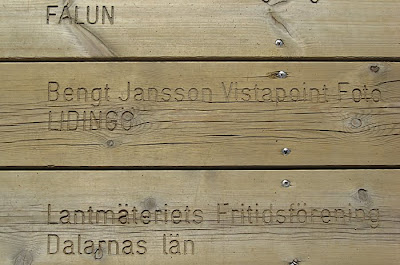 FALUN
Bengt Jansson Vistapoint Foto
LIDINGÖ
Lantmäteriets Fritidsförening
Dalarnas län